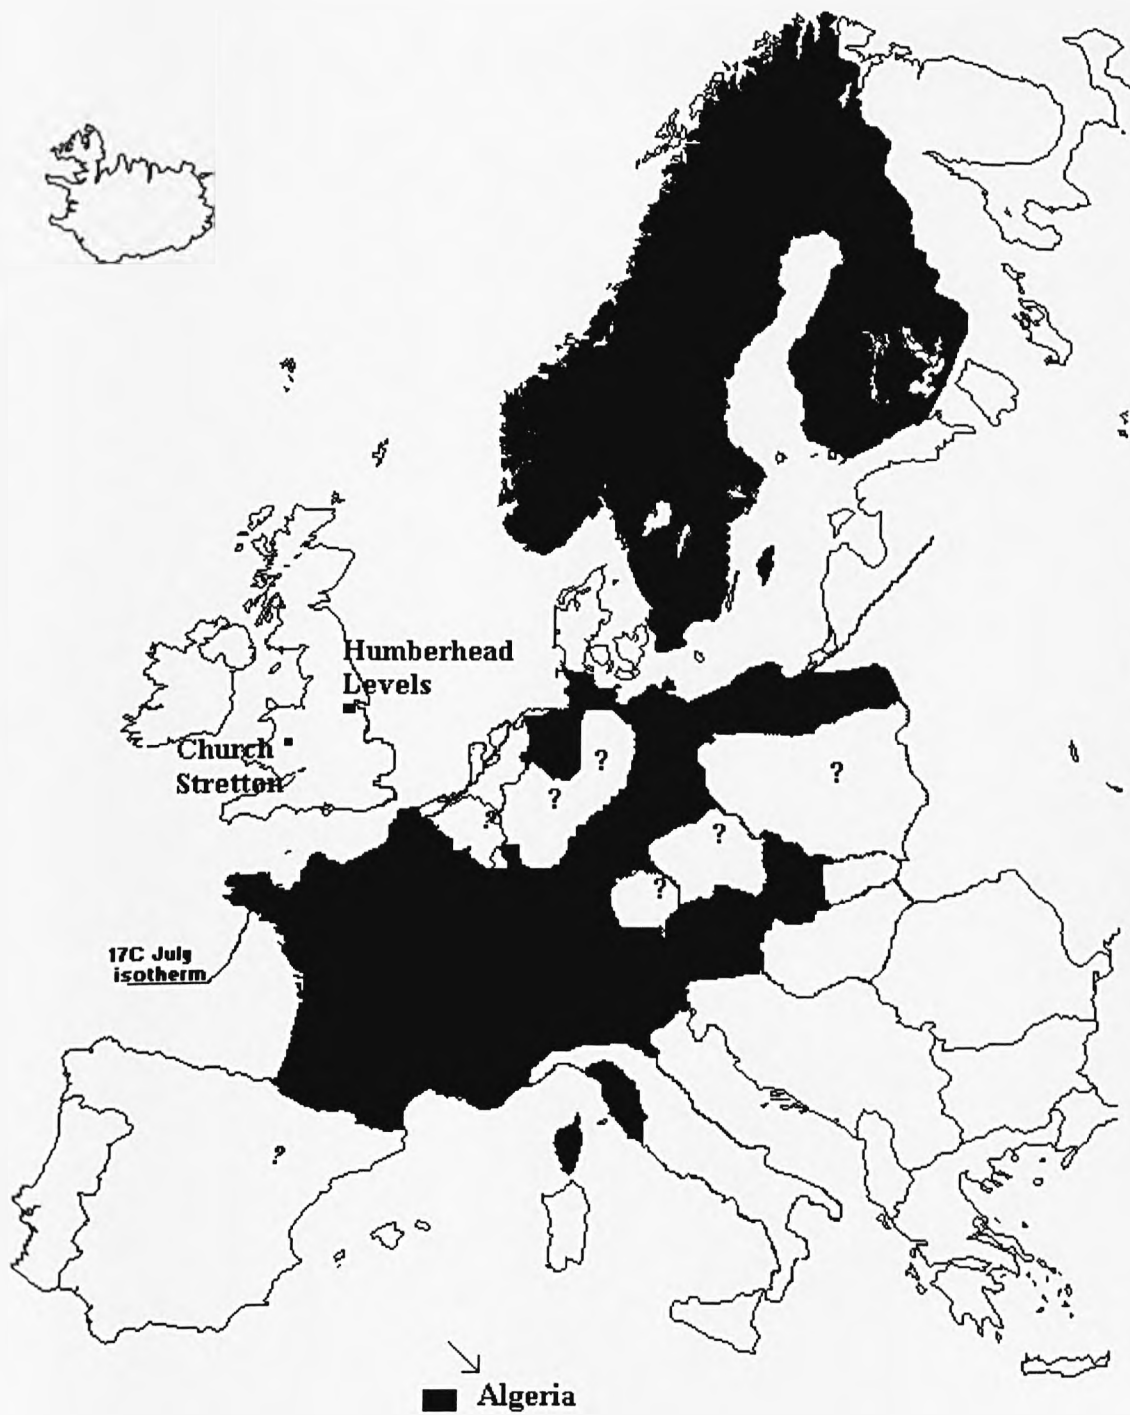 Humberhead
Levels
Church
Stretton
?
?
?
?
?
?
17C July
isotherm
?
Algeria